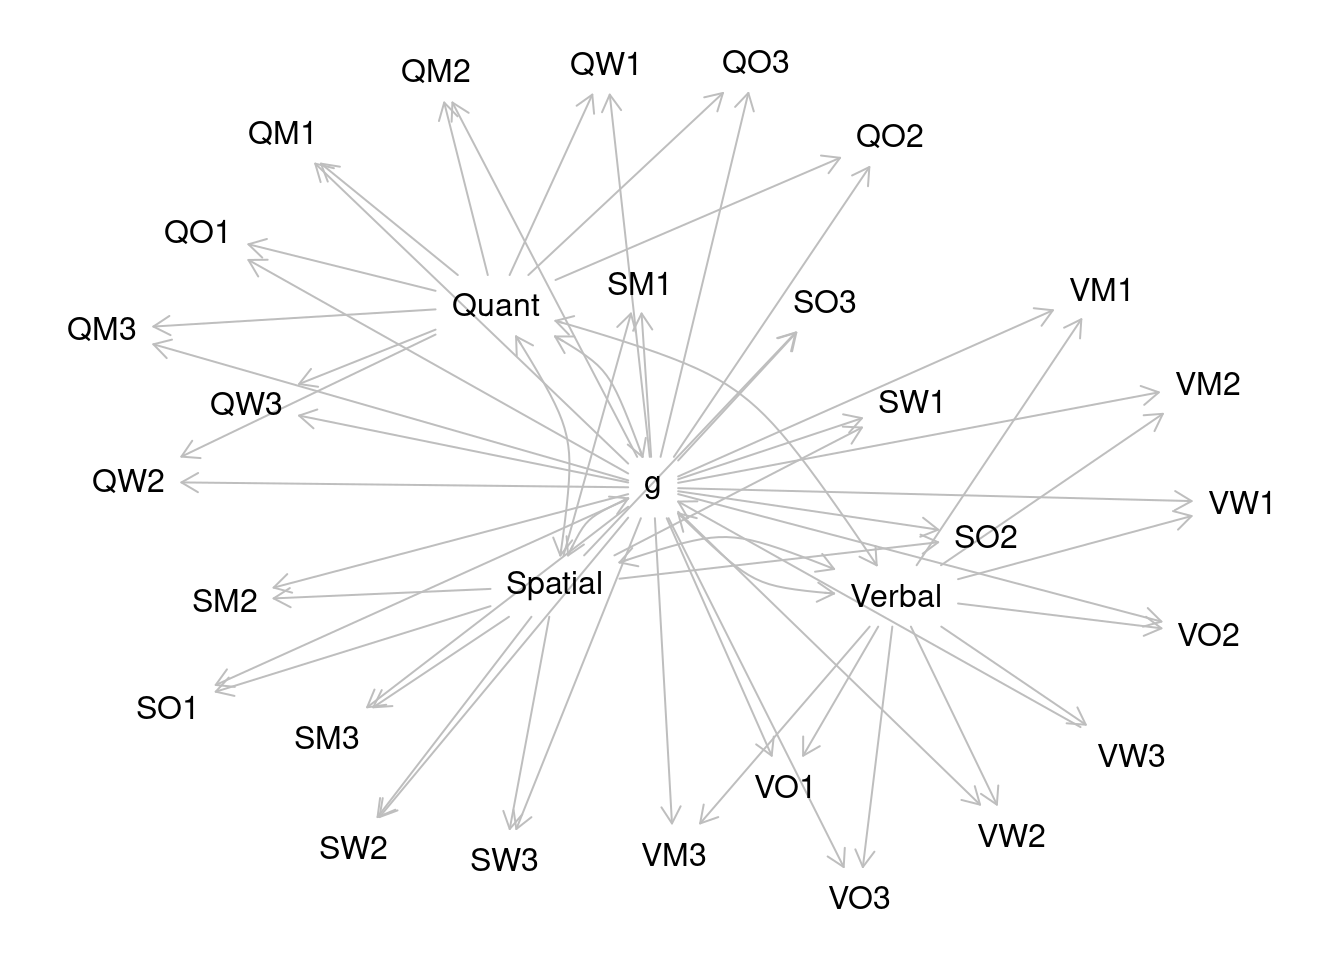 QM2
QW1
QO3
QM1
QO2
QO1
SM1
VM1
Quant
SO3
QM3
VM2
QW3
SW1
QW2
g
VW1
SO2
Spatial
Verbal
SM2
VO2
SO1
SM3
VW3
VO1
SW2
VW2
SW3
VM3
VO3